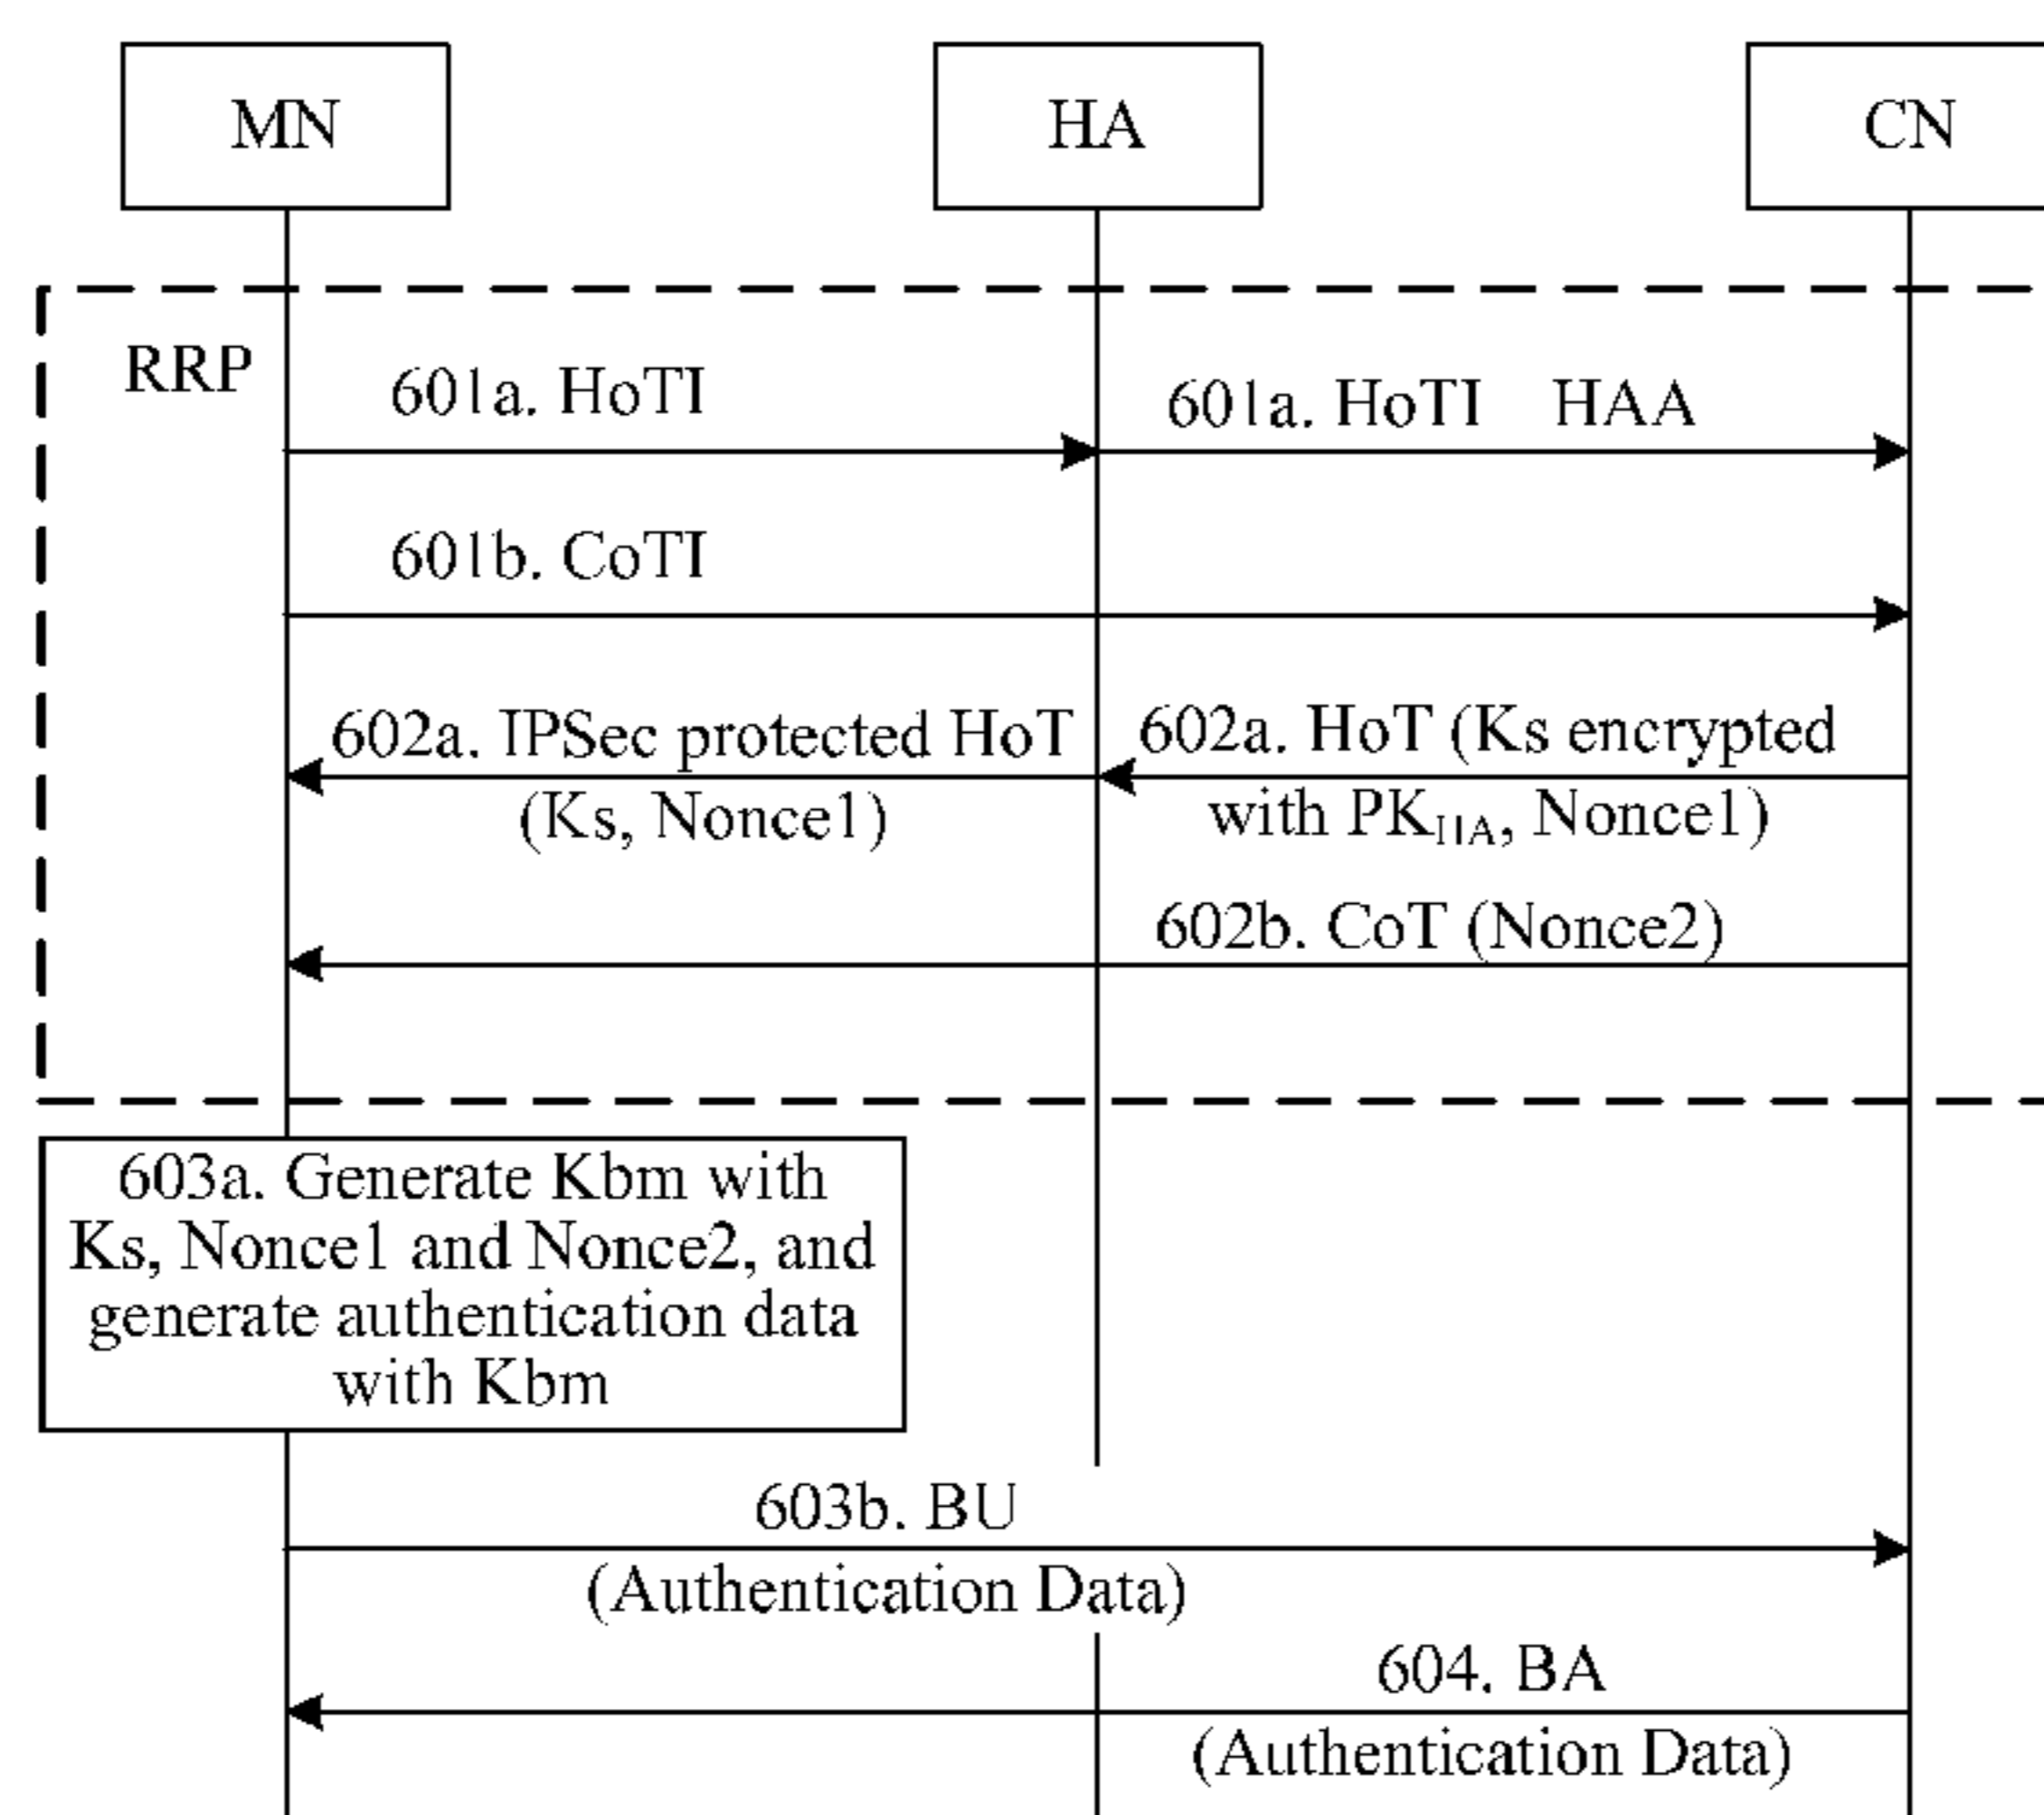 MN
HA
CN
RRP
601a. HoTI
601a. HoTI HAA
601b. CoTI
602a. IPSec protected HoT
(Ks, Nonce1)
602a. HoT (Ks encrypted
with PKHA, Nonce1)
602b. CoT (Nonce2)
603a. Generate Kbm with
Ks, Nonce1 and Nonce2, and
generate authentication data
with Kbm
603b. BU
(Authentication Data)
604. BA
(Authentication Data)